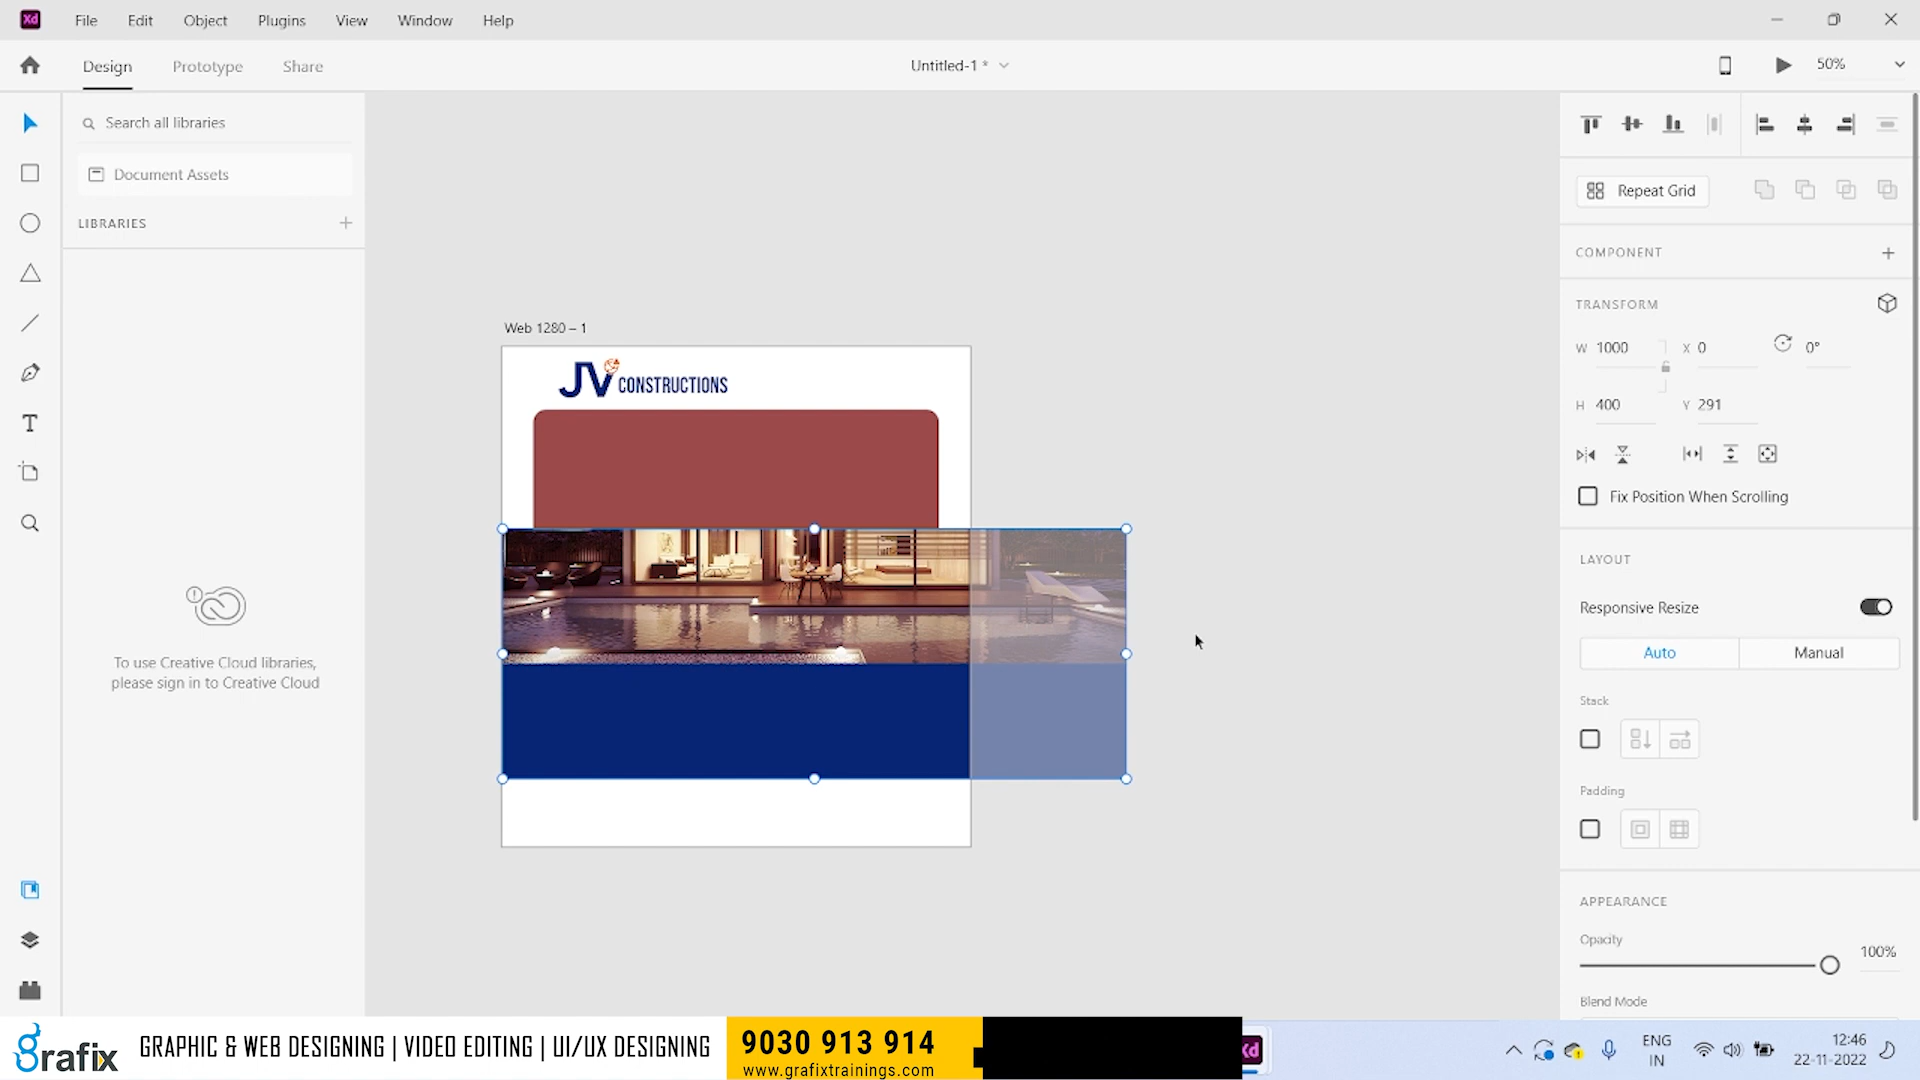 Xd File Edit Object Plugins View Window Help
Design Prototype Share
Untitled-1 *
50%
Search all libraries
Document Assets
LIBRARIES
To use Creative Cloud libraries,
please sign in to Creative Cloud
Web 1280 – 1
JV CONSTRUCTIONS
Repeat Grid
COMPONENT
TRANSFORM
W 1000 X 0 0°
H 400 Y 291
Fix Position When Scrolling
LAYOUT
Responsive Resize
Auto Manual
Stack
Padding
APPEARANCE
Opacity
100%
Blend Mode
grafix
GRAPHIC & WEB DESIGNING | VIDEO EDITING | UI/UX DESIGNING
9030 913 914
www.grafixtrainings.com
Xd
ENG
IN
12:46
22-11-2022